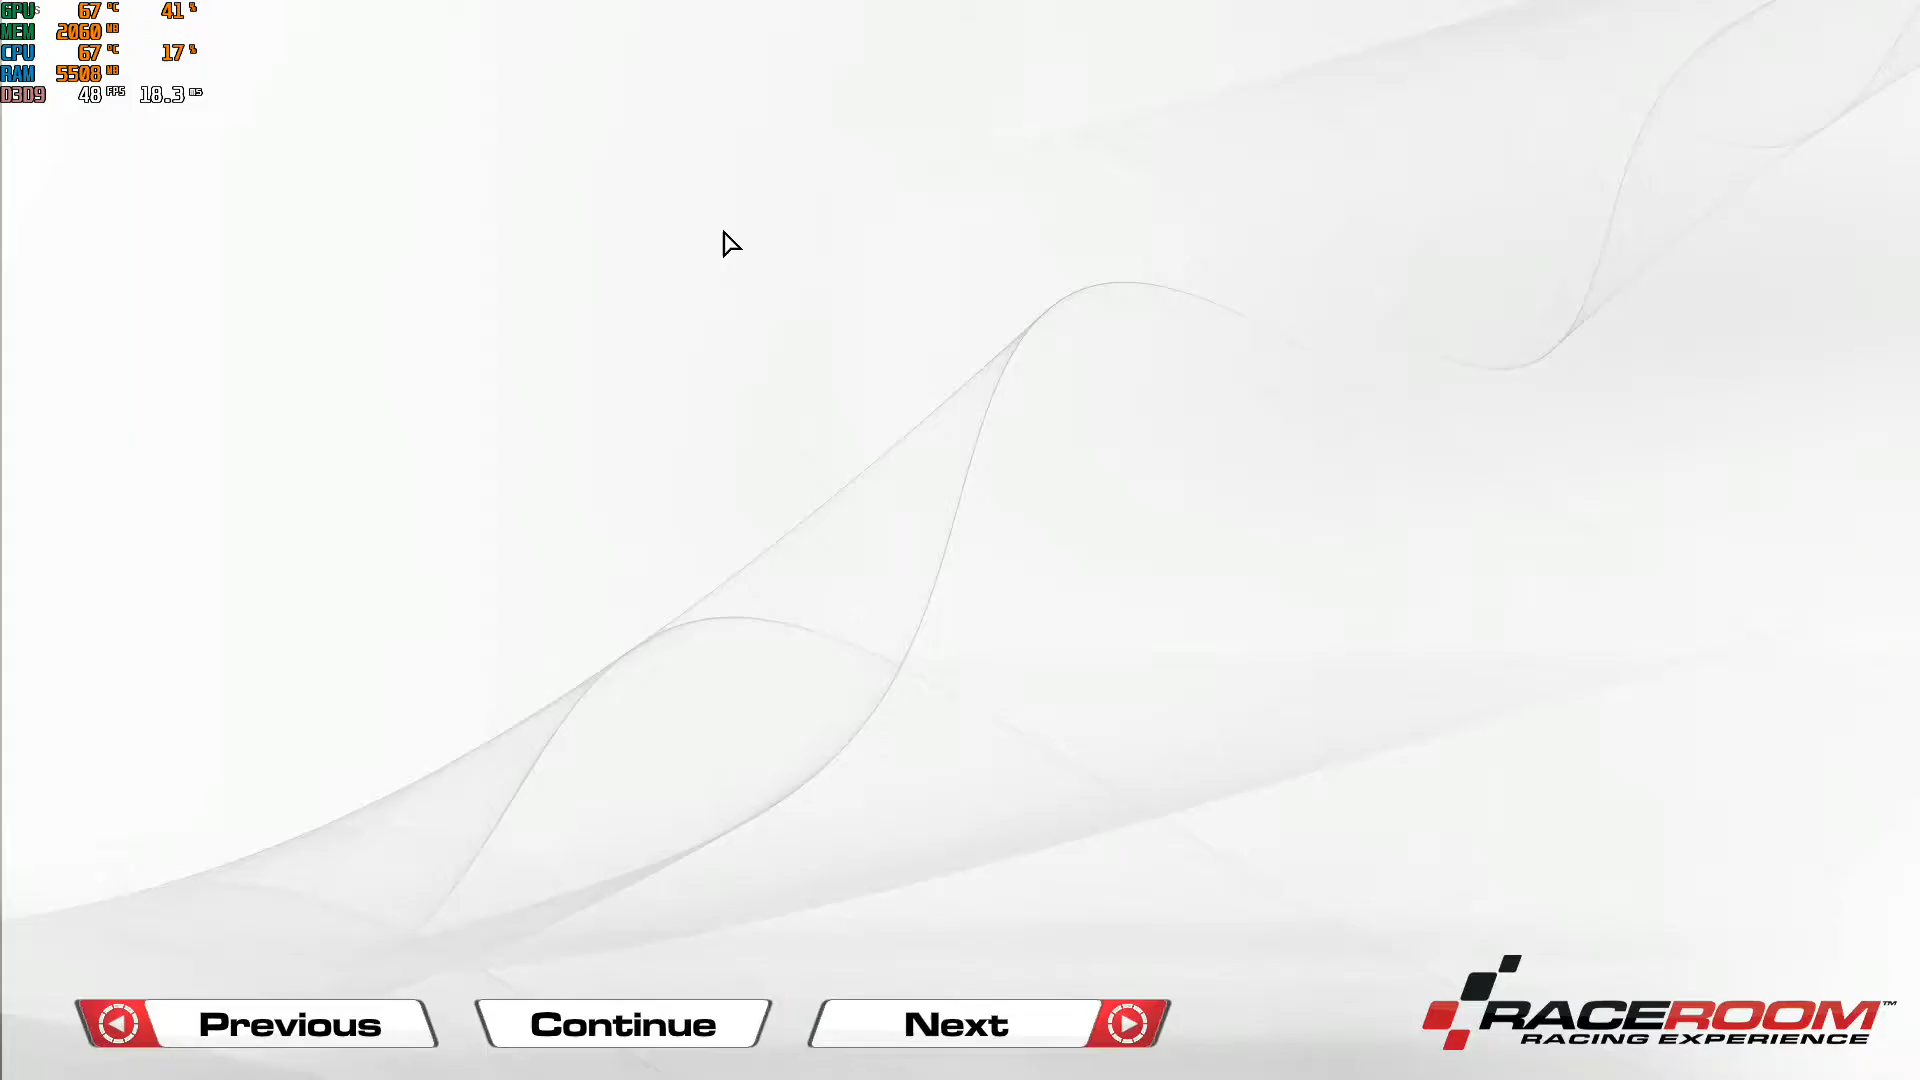 GPU 67 °C 41 %
MEM 2060 MB
CPU 67 °C 17 %
RAM 5508 MB
D3D9 48 FPS 18.3 ms
Previous
Continue
Next
RACEROOM™
RACING EXPERIENCE